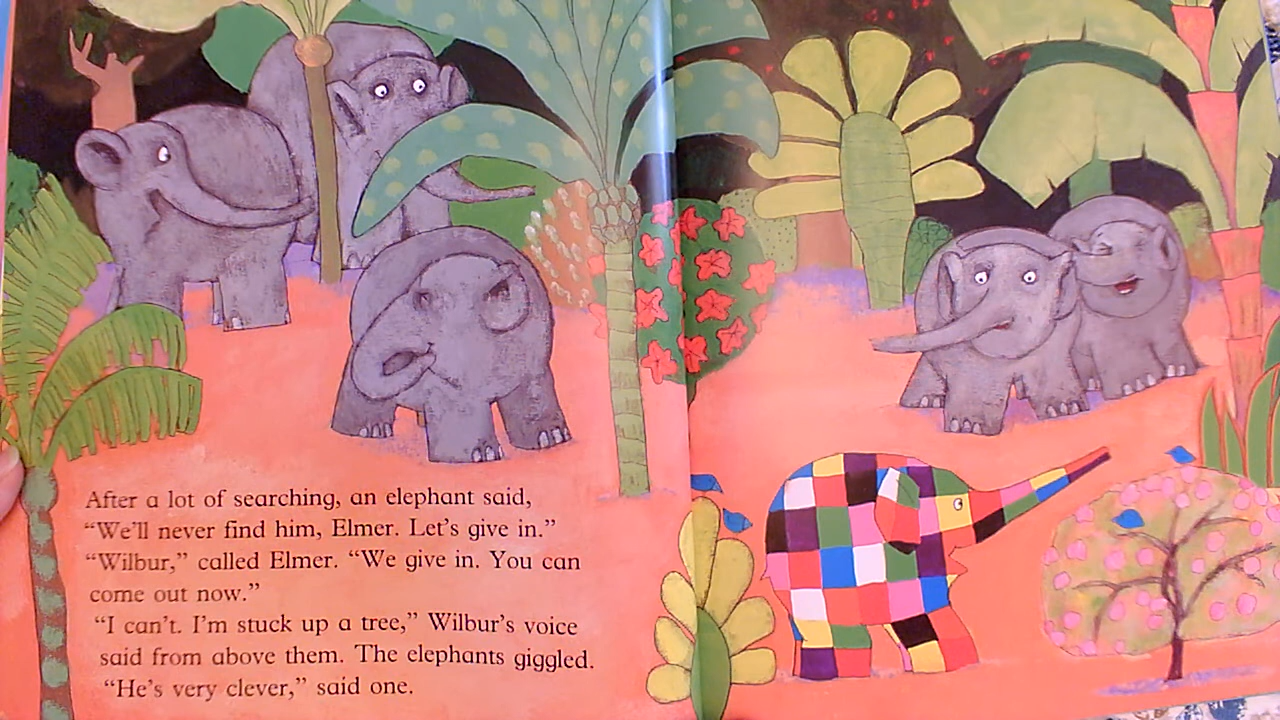 After a lot of searching, an elephant said,
“We’ll never find him, Elmer. Let’s give in.”
“Wilbur,” called Elmer. “We give in. You can
come out now.”
“I can’t. I’m stuck up a tree,” Wilbur’s voice
said from above them. The elephants giggled.
“He’s very clever,” said one.